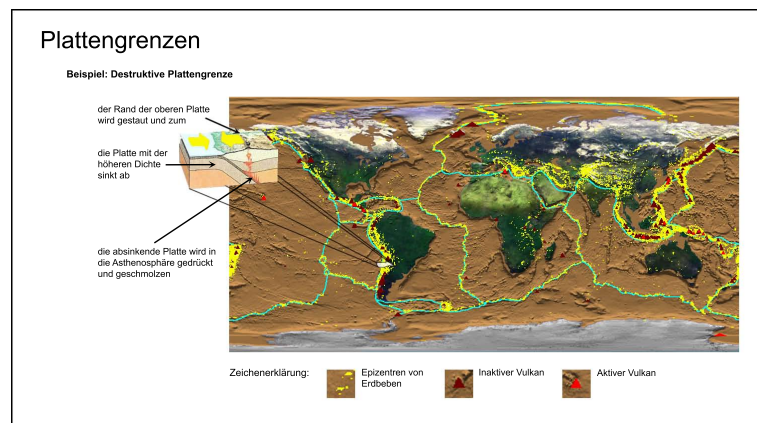 Plattengrenzen
Beispiel: Destruktive Plattengrenze
der Rand der oberen Platte
wird gestaut und zum
die Platte mit der
höheren Dichte
sinkt ab
die absinkende Platte wird in
die Asthenosphäre gedrückt
und geschmolzen
Zeichenerklärung:
Epizentren von
Erdbeben
Inaktiver Vulkan
Aktiver Vulkan